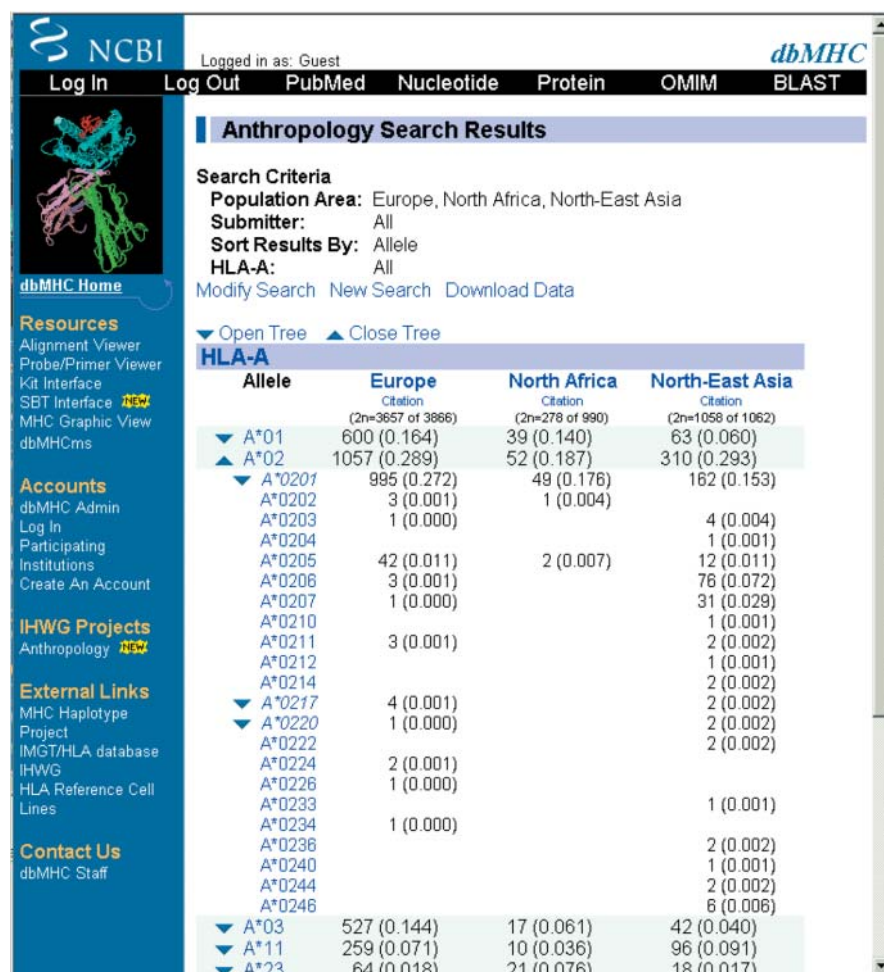 NCBI
Logged in as: Guest
dbMHC
Log In Log Out PubMed Nucleotide Protein OMIM BLAST
dbMHC Home
Resources
Alignment Viewer
Probe/Primer Viewer
Kit Interface
SBT Interface NEW
MHC Graphic View
dbMHCms
Accounts
dbMHC Admin
Log In
Participating
Institutions
Create An Account
IHWG Projects
Anthropology NEW
External Links
MHC Haplotype
Project
IMGT/HLA database
IHWG
HLA Reference Cell
Lines
Contact Us
dbMHC Staff
Anthropology Search Results
Search Criteria
Population Area: Europe, North Africa, North-East Asia
Submitter: All
Sort Results By: Allele
HLA-A: All
Modify Search New Search Download Data
Open Tree Close Tree
HLA-A
Allele Europe North Africa North-East Asia
Citation Citation Citation
(2n=3657 of 3866) (2n=278 of 990) (2n=1058 of 1062)
A*01 600 (0.164) 39 (0.140) 63 (0.060)
A*02 1057 (0.289) 52 (0.187) 310 (0.293)
A*0201 995 (0.272) 49 (0.176) 162 (0.153)
A*0202 3 (0.001) 1 (0.004)
A*0203 1 (0.000) 4 (0.004)
A*0204 1 (0.001)
A*0205 42 (0.011) 2 (0.007) 12 (0.011)
A*0206 3 (0.001) 76 (0.072)
A*0207 1 (0.000) 31 (0.029)
A*0210 1 (0.001)
A*0211 3 (0.001) 2 (0.002)
A*0212 1 (0.001)
A*0214 2 (0.002)
A*0217 4 (0.001) 2 (0.002)
A*0220 1 (0.000) 2 (0.002)
A*0222 2 (0.002)
A*0224 2 (0.001)
A*0226 1 (0.000)
A*0233 1 (0.001)
A*0234 1 (0.000)
A*0236 2 (0.002)
A*0240 1 (0.001)
A*0244 2 (0.002)
A*0246 6 (0.006)
A*03 527 (0.144) 17 (0.061) 42 (0.040)
A*11 259 (0.071) 10 (0.036) 96 (0.091)
A*23 64 (0.018) 21 (0.076) 18 (0.017)